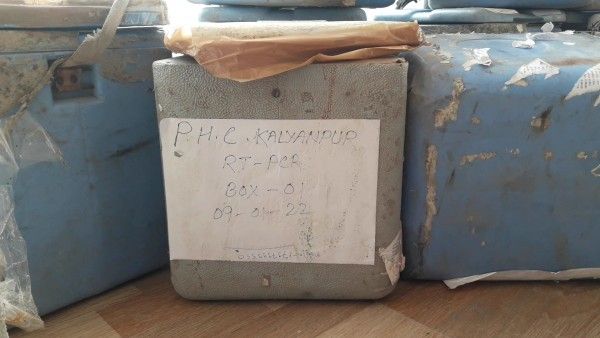 P.H.C. KALYANPUR
RT-PCR
BOX-01
09-01-22